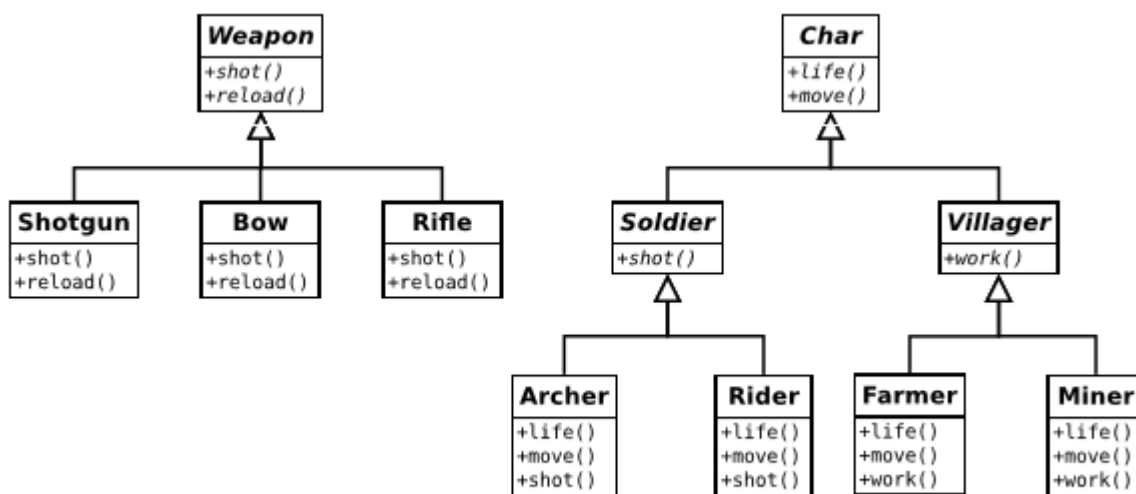 Weapon
+shot()
+reload()
Char
+life()
+move()
Shotgun
+shot()
+reload()
Bow
+shot()
+reload()
Rifle
+shot()
+reload()
Soldier
+shot()
Villager
+work()
Archer
+life()
+move()
+shot()
Rider
+life()
+move()
+shot()
Farmer
+life()
+move()
+work()
Miner
+life()
+move()
+work()